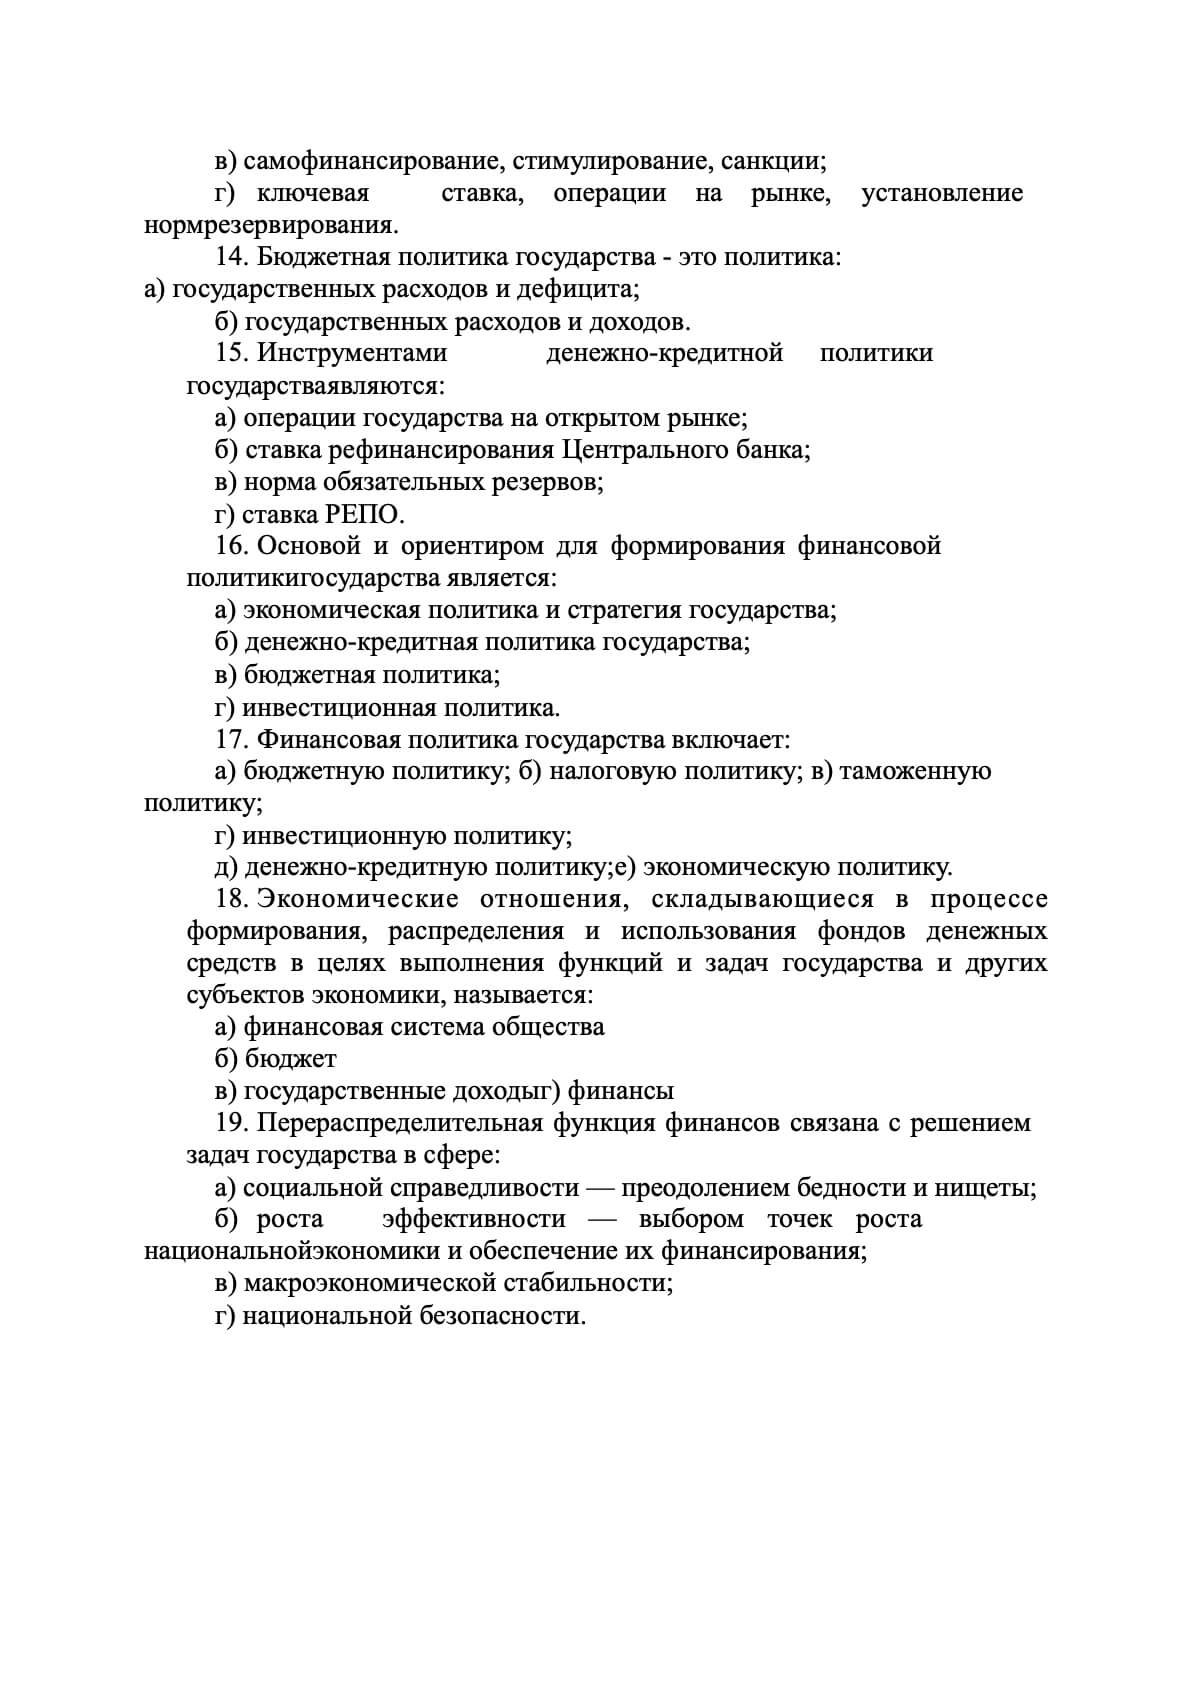 в) самофинансирование, стимулирование, санкции;
г) ключевая ставка, операции на рынке, установление
нормрезервирования.
14. Бюджетная политика государства - это политика:
а) государственных расходов и дефицита;
б) государственных расходов и доходов.
15. Инструментами денежно-кредитной политики
государстваявляются:
а) операции государства на открытом рынке;
б) ставка рефинансирования Центрального банка;
в) норма обязательных резервов;
г) ставка РЕПО.
16. Основой и ориентиром для формирования финансовой
политикигосударства является:
а) экономическая политика и стратегия государства;
б) денежно-кредитная политика государства;
в) бюджетная политика;
г) инвестиционная политика.
17. Финансовая политика государства включает:
а) бюджетную политику; б) налоговую политику; в) таможенную
политику;
г) инвестиционную политику;
д) денежно-кредитную политику;е) экономическую политику.
18. Экономические отношения, складывающиеся в процессе
формирования, распределения и использования фондов денежных
средств в целях выполнения функций и задач государства и других
субъектов экономики, называется:
а) финансовая система общества
б) бюджет
в) государственные доходыг) финансы
19. Перераспределительная функция финансов связана с решением
задач государства в сфере:
а) социальной справедливости — преодолением бедности и нищеты;
б) роста эффективности — выбором точек роста
национальнойэкономики и обеспечение их финансирования;
в) макроэкономической стабильности;
г) национальной безопасности.